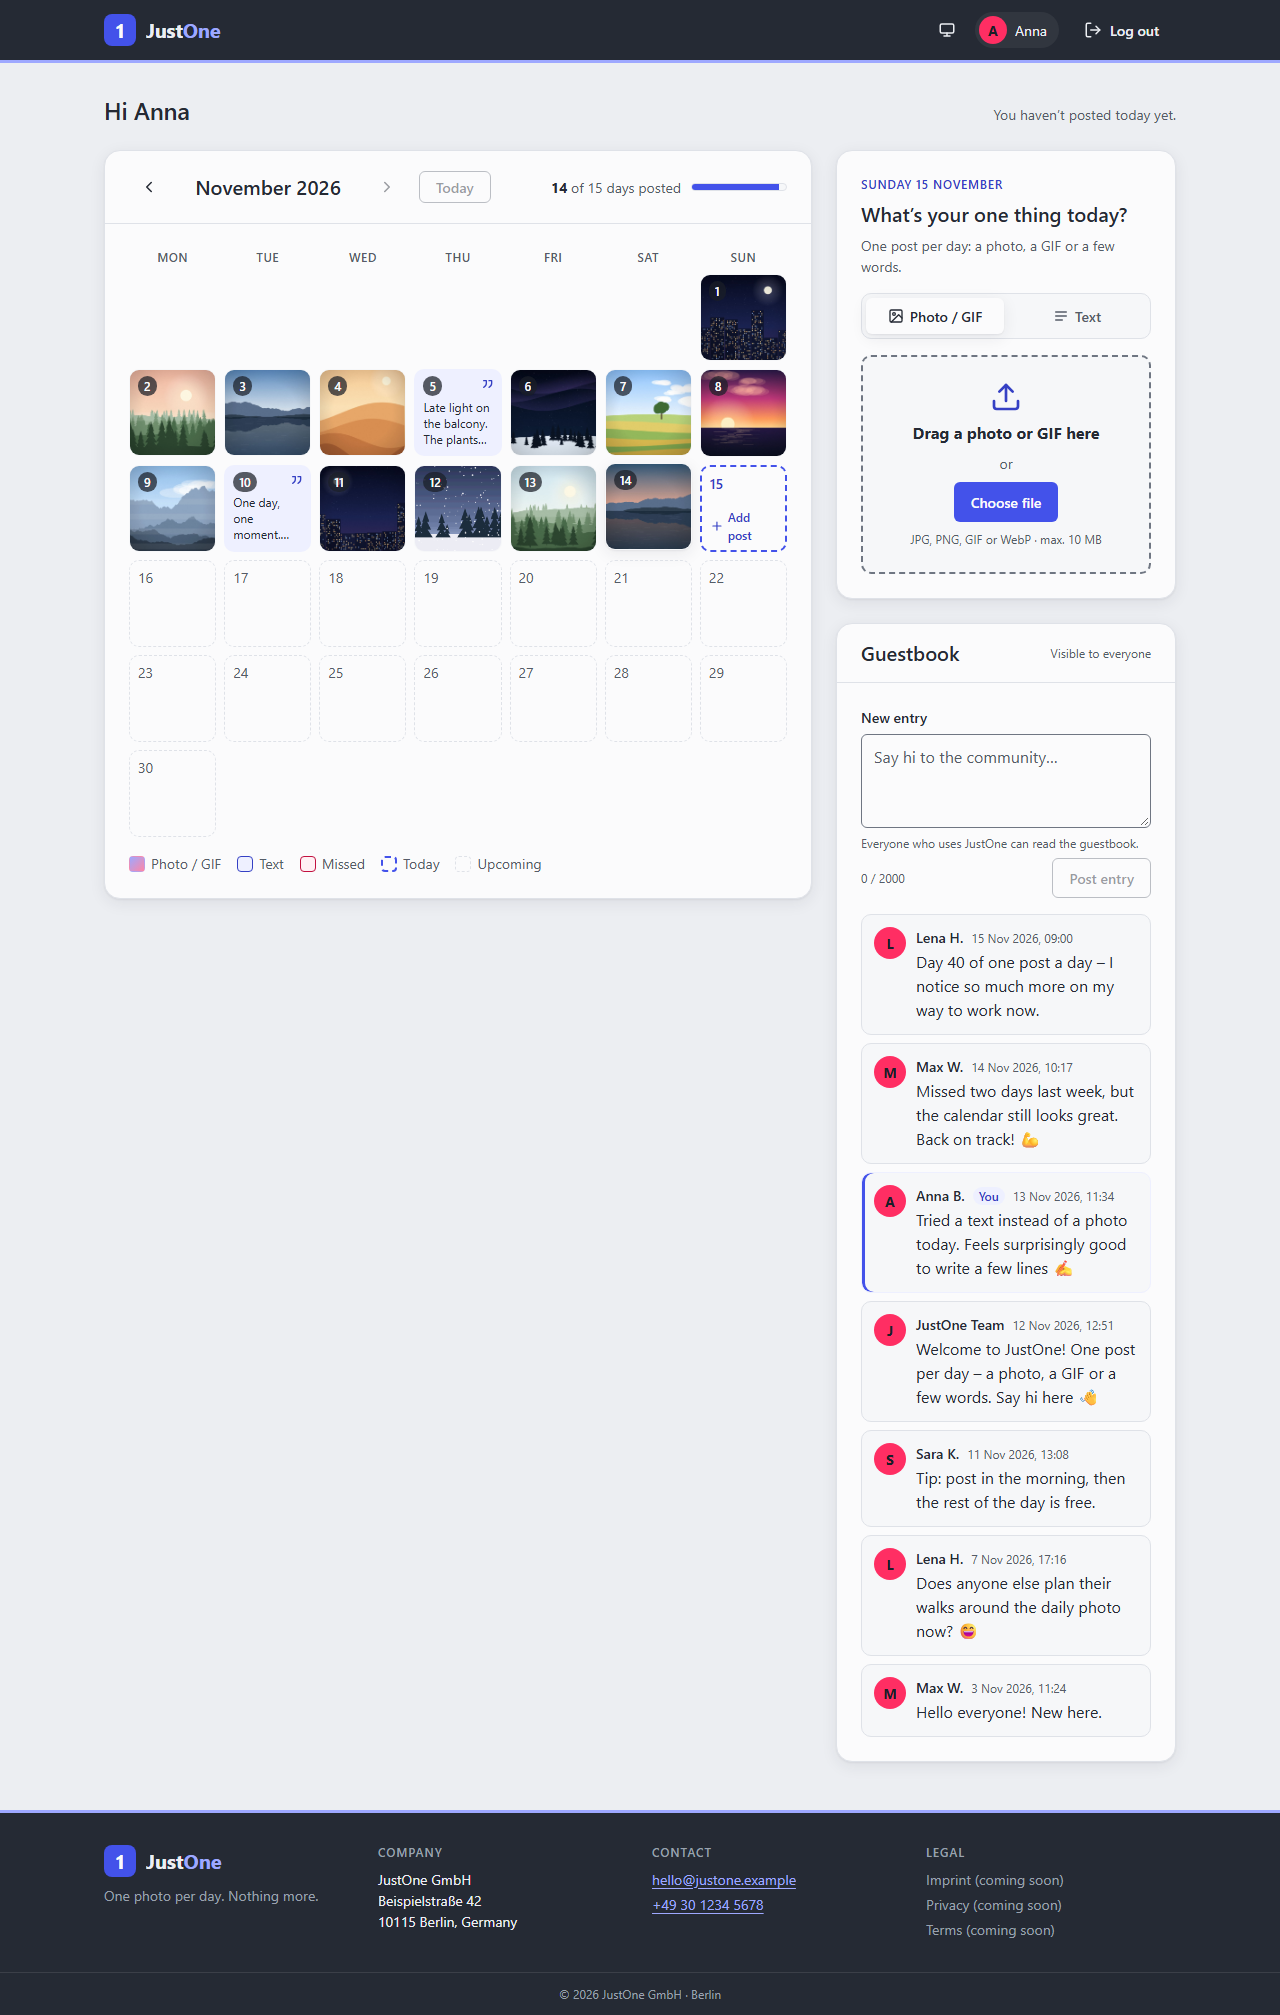 1 JustOne
A Anna
Log out
Hi Anna
You haven't posted today yet.
November 2026
Today
14 of 15 days posted
MON TUE WED THU FRI SAT SUN
1
2 3 4 5 6 7 8
Late light on
the balcony.
The plants...
9 10 11 12 13 14 15
One day,
one
moment....
+ Add
post
16 17 18 19 20 21 22
23 24 25 26 27 28 29
30
Photo / GIF Text Missed Today Upcoming
SUNDAY 15 NOVEMBER
What's your one thing today?
One post per day: a photo, a GIF or a few
words.
Photo / GIF Text
Drag a photo or GIF here
or
Choose file
JPG, PNG, GIF or WebP · max. 10 MB
Guestbook Visible to everyone
New entry
Say hi to the community...
Everyone who uses JustOne can read the guestbook.
0 / 2000 Post entry
L Lena H. 15 Nov 2026, 09:00
Day 40 of one post a day – I
notice so much more on my
way to work now.
M Max W. 14 Nov 2026, 10:17
Missed two days last week, but
the calendar still looks great.
Back on track! 💪
A Anna B. You 13 Nov 2026, 11:34
Tried a text instead of a photo
today. Feels surprisingly good
to write a few lines ✍️
J JustOne Team 12 Nov 2026, 12:51
Welcome to JustOne! One post
per day – a photo, a GIF or a
few words. Say hi here 👋
S Sara K. 11 Nov 2026, 13:08
Tip: post in the morning, then
the rest of the day is free.
L Lena H. 7 Nov 2026, 17:16
Does anyone else plan their
walks around the daily photo
now? 😄
M Max W. 3 Nov 2026, 11:24
Hello everyone! New here.
1 JustOne
One photo per day. Nothing more.
COMPANY
JustOne GmbH
Beispielstraße 42
10115 Berlin, Germany
CONTACT
hello@justone.example
+49 30 1234 5678
LEGAL
Imprint (coming soon)
Privacy (coming soon)
Terms (coming soon)
© 2026 JustOne GmbH · Berlin